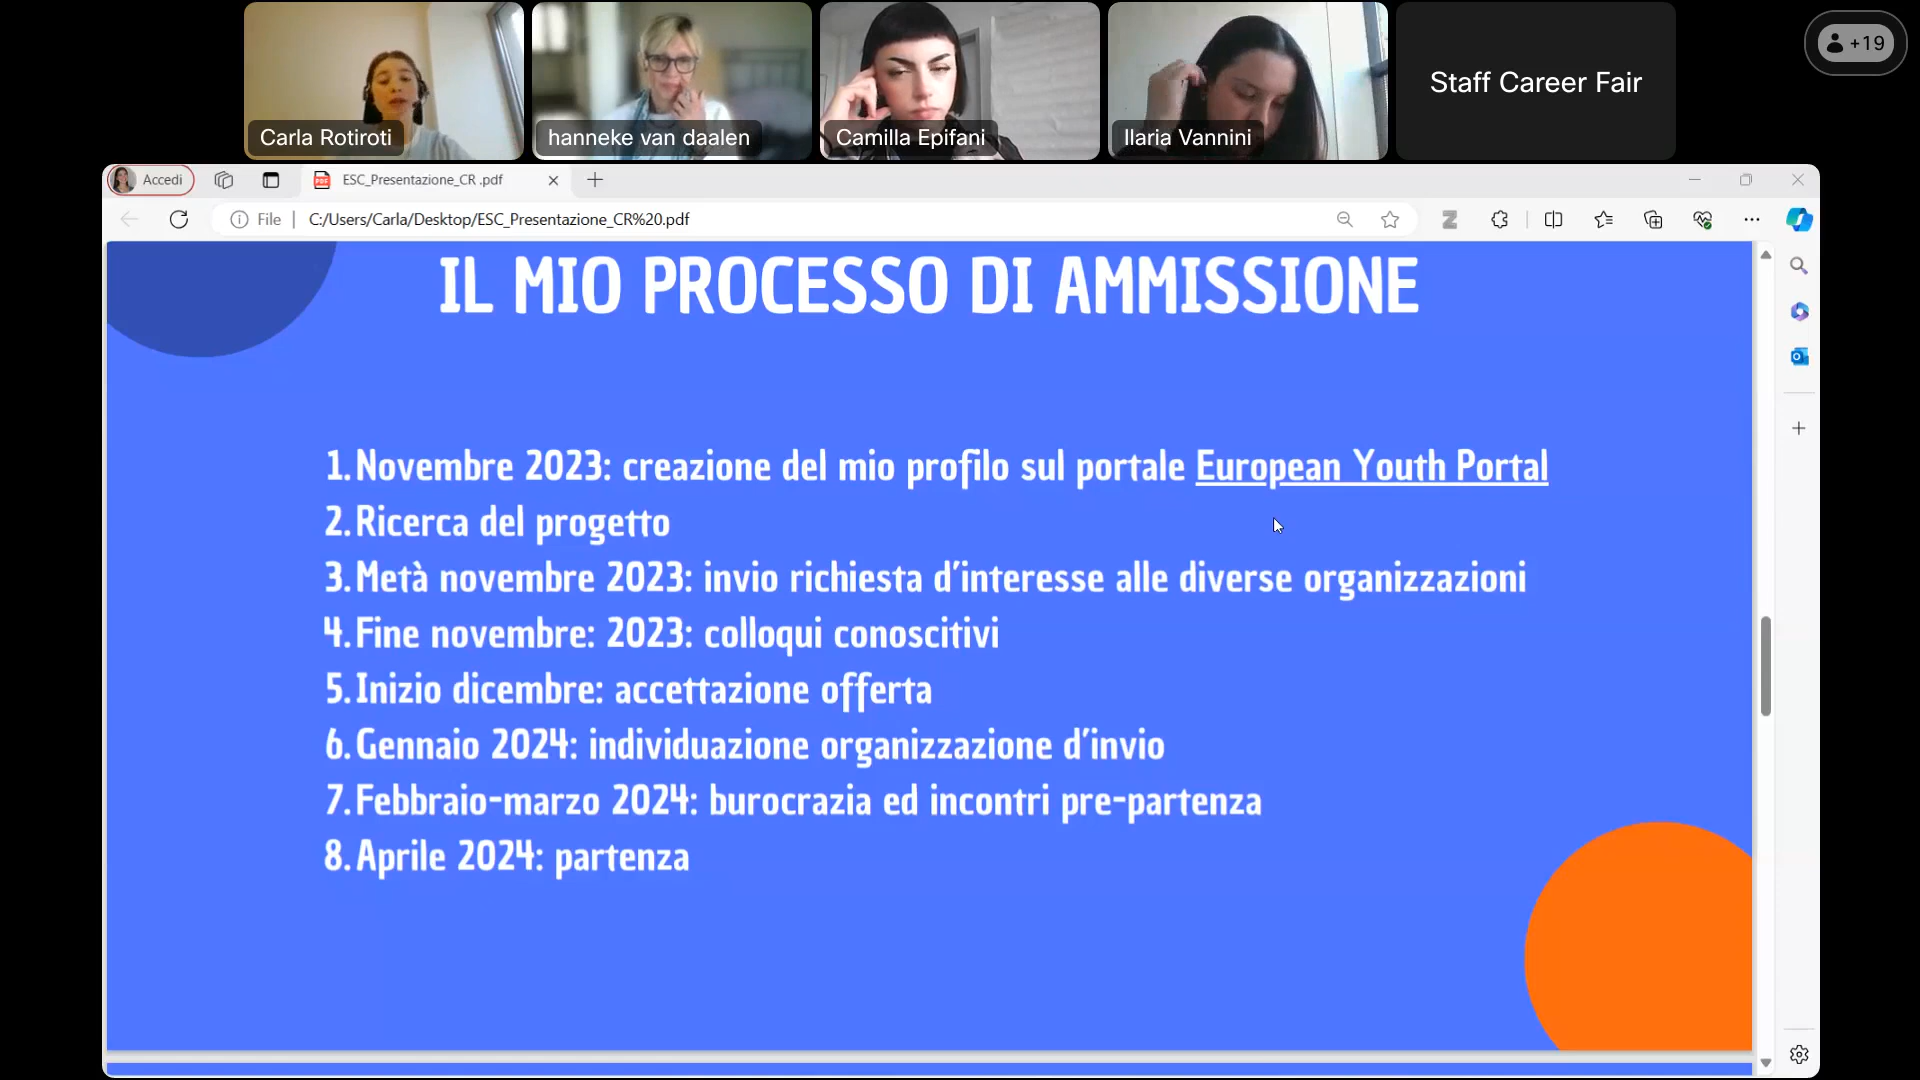 Carla Rotiroti
hanneke van daalen
Camilla Epifani
Ilaria Vannini
Staff Career Fair
+19
Accedi
ESC_Presentazione_CR .pdf
File
C:/Users/Carla/Desktop/ESC_Presentazione_CR%20.pdf
IL MIO PROCESSO DI AMMISSIONE
1. Novembre 2023: creazione del mio profilo sul portale European Youth Portal
2. Ricerca del progetto
3. Metà novembre 2023: invio richiesta d'interesse alle diverse organizzazioni
4. Fine novembre: 2023: colloqui conoscitivi
5. Inizio dicembre: accettazione offerta
6. Gennaio 2024: individuazione organizzazione d'invio
7. Febbraio-marzo 2024: burocrazia ed incontri pre-partenza
8. Aprile 2024: partenza